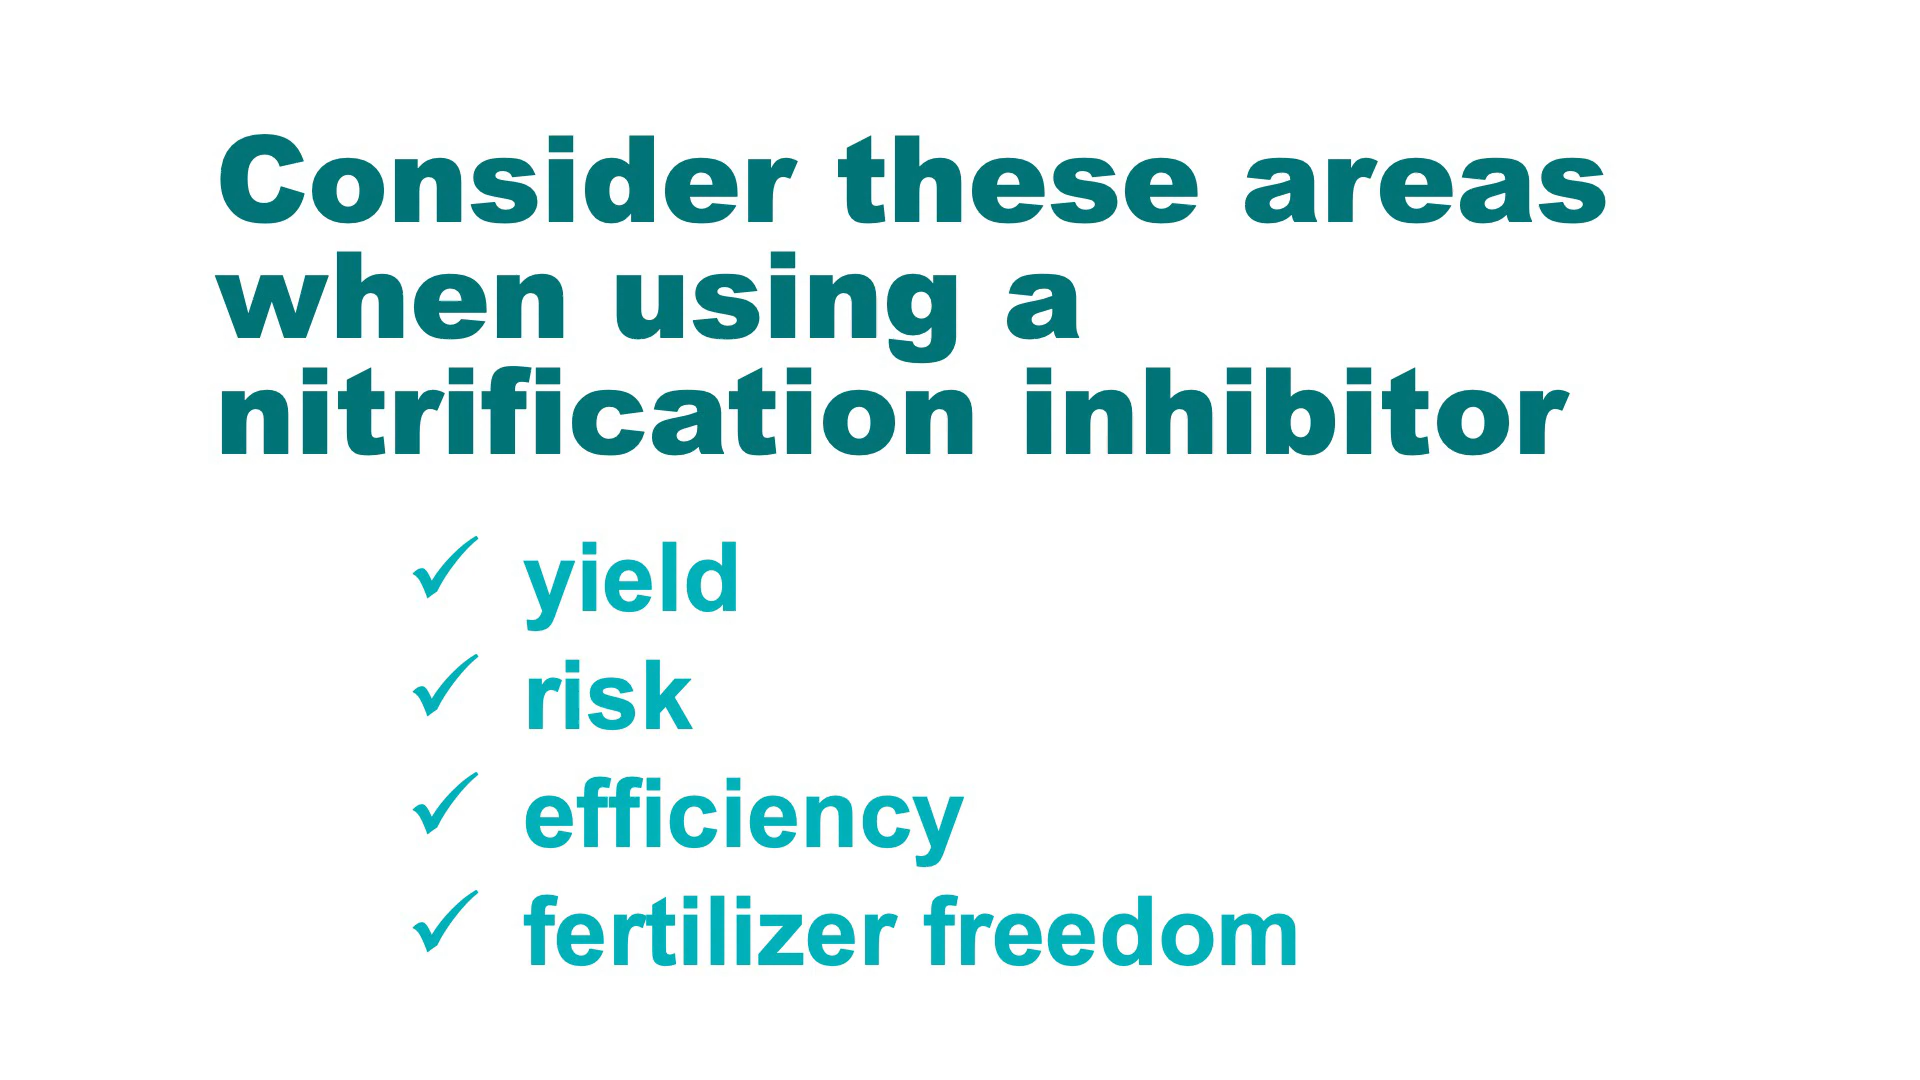 Consider these areas
when using a
nitrification inhibitor
✓ yield
✓ risk
✓ efficiency
✓ fertilizer freedom